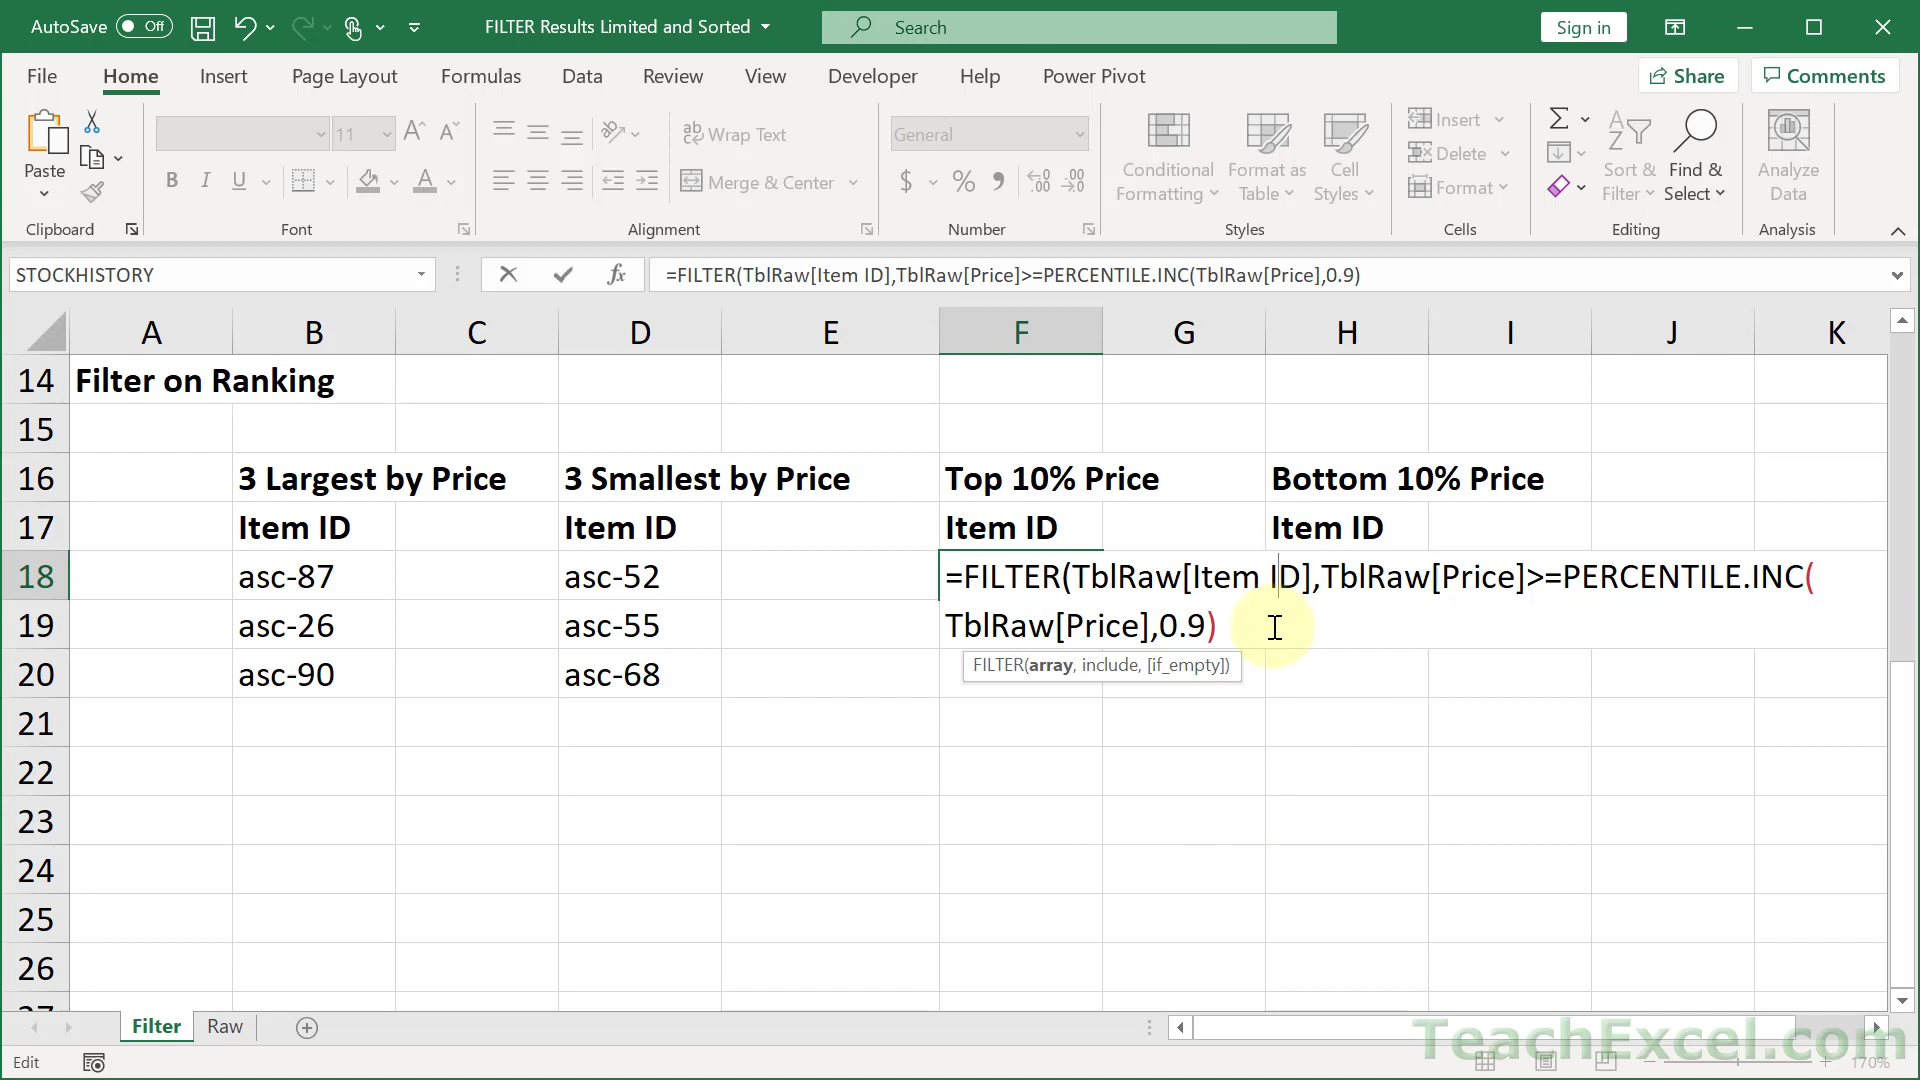 AutoSave Off FILTER Results Limited and Sorted Search Sign in
File Home Insert Page Layout Formulas Data Review View Developer Help Power Pivot Share Comments
Paste
11
B I U
ab Wrap Text
Merge & Center
General
$ % 9
Conditional Formatting
Format as Table
Cell Styles
Insert
Delete
Format
Sort & Filter
Find & Select
Analyze Data
Clipboard Font Alignment Number Styles Cells Editing Analysis
STOCKHISTORY fx =FILTER(TblRaw[Item ID],TblRaw[Price]>=PERCENTILE.INC(TblRaw[Price],0.9)
A B C D E F G H I J K
14 Filter on Ranking
15
16 3 Largest by Price 3 Smallest by Price Top 10% Price Bottom 10% Price
17 Item ID Item ID Item ID Item ID
18 asc-87 asc-52 =FILTER(TblRaw[Item ID],TblRaw[Price]>=PERCENTILE.INC(
19 asc-26 asc-55 TblRaw[Price],0.9)
20 asc-90 asc-68 FILTER(array, include, [if_empty])
21
22
23
24
25
26
27
Filter Raw
TeachExcel.com
Edit 170%